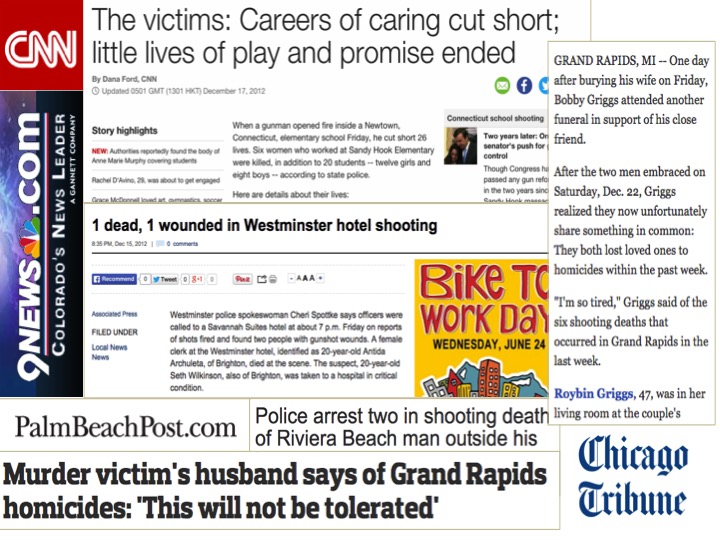 CNN
The victims: Careers of caring cut short;
little lives of play and promise ended
By Dana Ford, CNN
Updated 0501 GMT (1301 HKT) December 17, 2012
Story highlights
NEW: Authorities reportedly found the body of
Anne Marie Murphy covering students
Rachel D'Avino, 29, was about to get engaged
Grace McDonnell loved art, gymnastics, soccer
When a gunman opened fire inside a Newtown,
Connecticut, elementary school Friday, he cut short 26
lives. Six women who worked at Sandy Hook Elementary
were killed, in addition to 20 students -- twelve girls and
eight boys -- according to state police.
Here are details about their lives:
Connecticut school shooting
Two years later: On
senator's push for
control
Though Congress ha
passed any gun refo
in the two years sinc
Sandy Hook massac
GRAND RAPIDS, MI -- One day
after burying his wife on Friday,
Bobby Griggs attended another
funeral in support of his close
friend.
After the two men embraced on
Saturday, Dec. 22, Griggs
realized they now unfortunately
share something in common:
They both lost loved ones to
homicides within the past week.
"I'm so tired," Griggs said of the
six shooting deaths that
occurred in Grand Rapids in the
last week.
Roybin Griggs, 47, was in her
living room at the couple's
9NEWS.com
COLORADO'S NEWS LEADER
A GANNETT COMPANY
1 dead, 1 wounded in Westminster hotel shooting
8:35 PM, Dec 15, 2012 | 0 comments
Recommend 0 Tweet 0 +1 0 Pinit - A A A +
Associated Press
FILED UNDER
Local News
News
Westminster police spokeswoman Cheri Spottke says officers were
called to a Savannah Suites hotel at about 7 p.m. Friday on reports
of shots fired and found two people with gunshot wounds. A female
clerk at the Westminster hotel, identified as 20-year-old Antida
Archuleta, of Brighton, died at the scene. The suspect, 20-year-old
Seth Wilkinson, also of Brighton, was taken to a hospital in critical
condition.
BiKE TO
WORK DAY
WEDNESDAY, JUNE 24
PalmBeachPost.com
Police arrest two in shooting death
of Riviera Beach man outside his
Murder victim's husband says of Grand Rapids
homicides: 'This will not be tolerated'
Chicago
Tribune